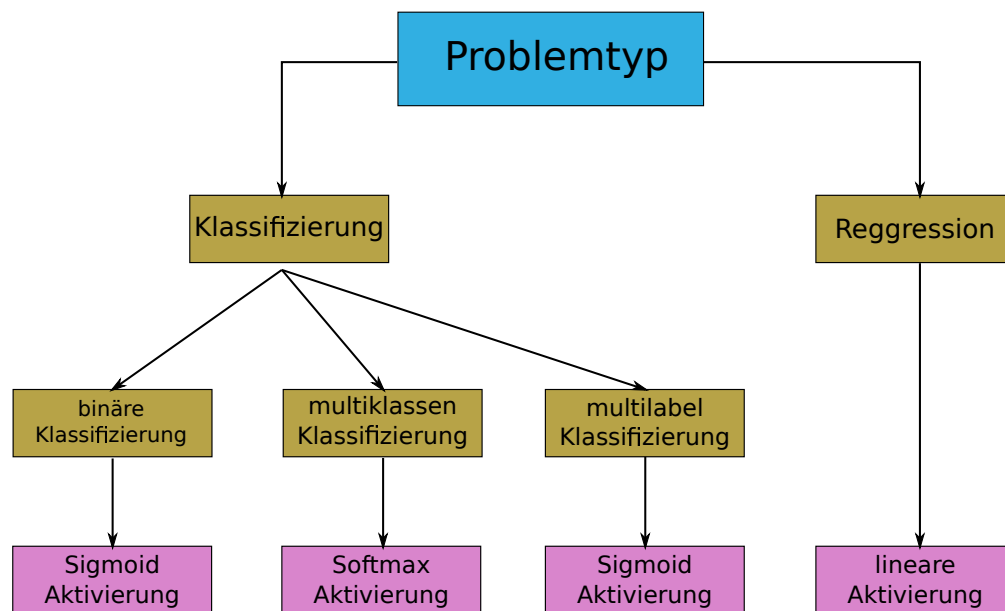 Problemtyp
Klassifizierung
Reggression
binäre
Klassifizierung
multiklassen
Klassifizierung
multilabel
Klassifizierung
Sigmoid
Aktivierung
Softmax
Aktivierung
Sigmoid
Aktivierung
lineare
Aktivierung